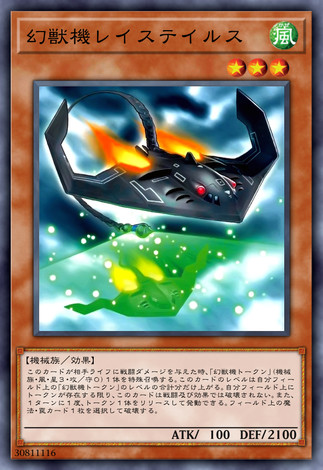 幻獣機レイステイルス
風
【機械族/効果】
このカードが相手ライフに戦闘ダメージを与えた時、「幻獣機トークン」(機械
族・風・星3・攻/守0)1体を特殊召喚する。このカードのレベルは自分フィー
ルド上の「幻獣機トークン」のレベルの合計分だけ上がる。自分フィールド上に
トークンが存在する限り、このカードは戦闘及び効果では破壊されない。また、
1ターンに1度、トークン1体をリリースして発動できる。フィールド上の魔
法・罠カード1枚を選択して破壊する。
ATK/ 100 DEF/2100
30811116